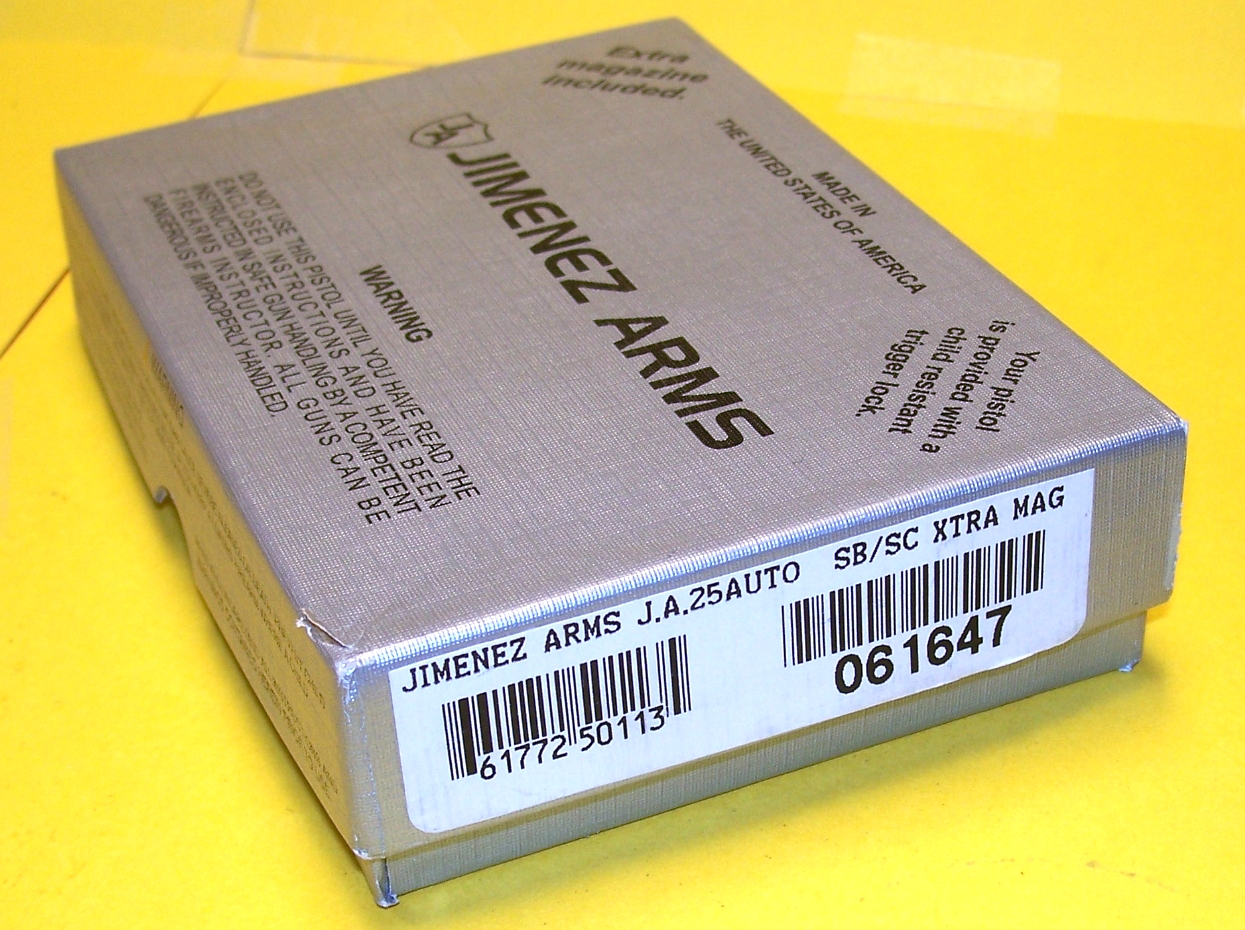 Extra
magazine
included.
MADE IN
THE UNITED STATES OF AMERICA
JA
JIMENEZ ARMS
Your pistol
is provided with a
child resistant
trigger lock.
WARNING
DO NOT USE THIS PISTOL UNTIL YOU HAVE READ THE
ENCLOSED INSTRUCTIONS AND HAVE BEEN
INSTRUCTED IN SAFE GUN HANDLING BY A COMPETENT
FIREARMS INSTRUCTOR. ALL GUNS CAN BE
DANGEROUS IF IMPROPERLY HANDLED
JIMENEZ ARMS J.A.25AUTO SB/SC XTRA MAG
61772 50113
061647